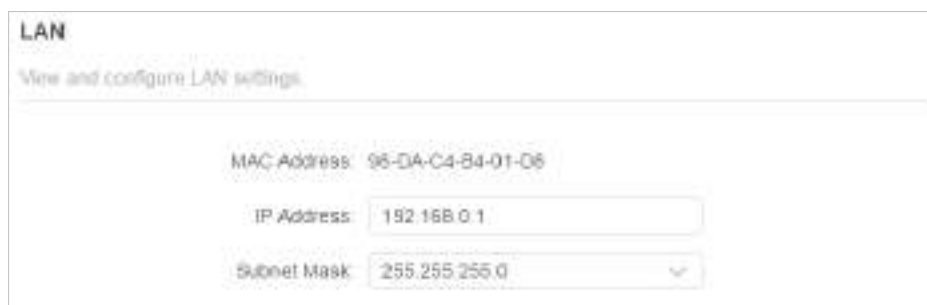 LAN
View and configure LAN settings.
MAC Address: 96-DA-C4-B4-01-D6
IP Address: 192.168.0.1
Subnet Mask: 255.255.255.0